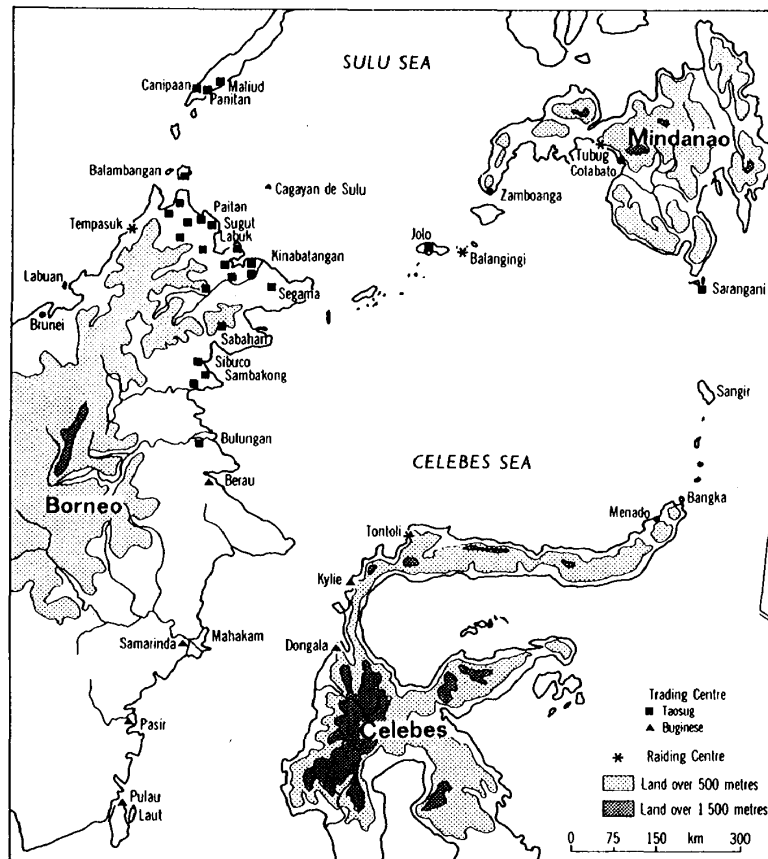 SULU SEA
Canipaan
Maliud
Panitan
Mindanao
Tubug
Cotabato
Balambangan
Cagayan de Sulu
Zamboanga
Paitan
Sugut
Tempasuk
Labuk
Jolo
Balangingi
Kinabatangan
Labuan
Segama
Sarangani
Brunei
Sabahan
Sibuco
Sambakong
Sangir
Bulungan
CELEBES SEA
Berau
Bangka
Menado
Borneo
Tontoli
Kylie
Samarinda
Mahakam
Dongala
Pasir
Celebes
Pulau
Laut
Trading Centre
Taosug
Buginese
Raiding Centre
Land over 500 metres
Land over 1 500 metres
0 75 150 km 300